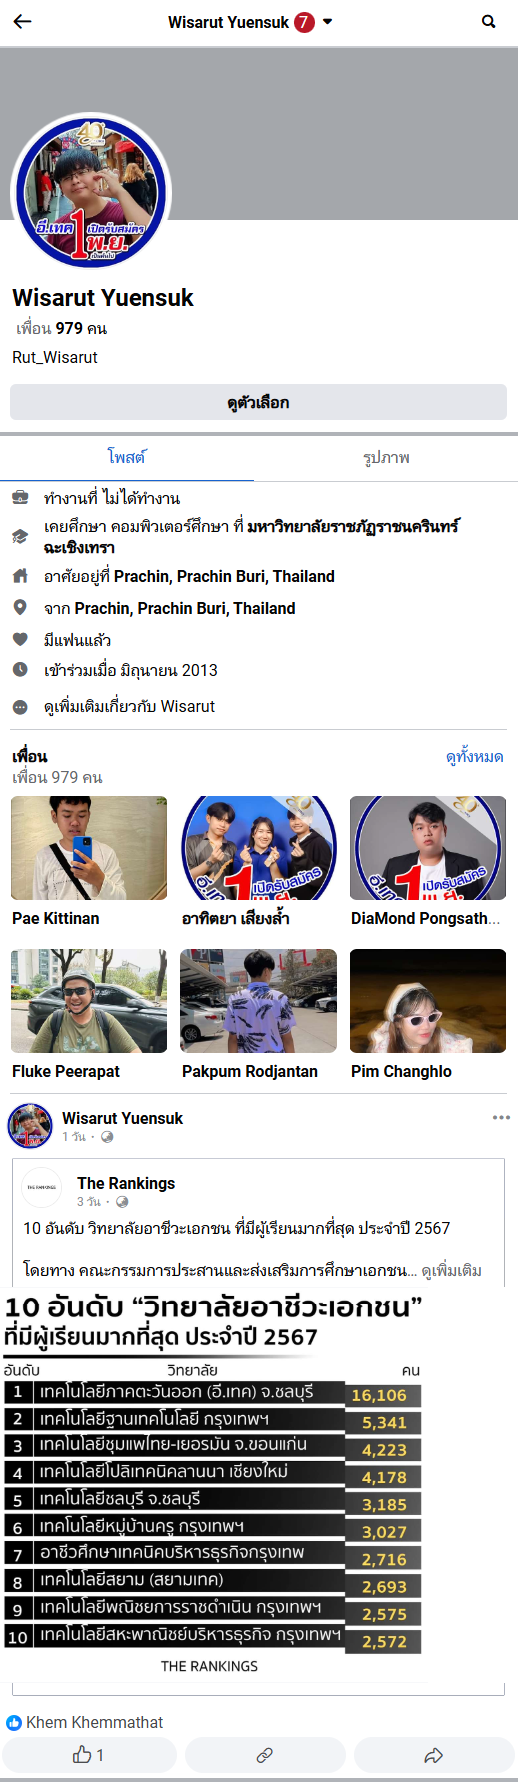 Wisarut Yuensuk 7
40
อี.เทค 1 เปิดรับสมัคร
พ.ย.
เป็นต้นไป
Wisarut Yuensuk
เพื่อน 979 คน
Rut_Wisarut
ดูตัวเลือก
โพสต์ รูปภาพ
ทำงานที่ ไม่ได้ทำงาน
เคยศึกษา คอมพิวเตอร์ศึกษา ที่ มหาวิทยาลัยราชภัฏราชนครินทร์
ฉะเชิงเทรา
อาศัยอยู่ที่ Prachin, Prachin Buri, Thailand
จาก Prachin, Prachin Buri, Thailand
มีแฟนแล้ว
เข้าร่วมเมื่อ มิถุนายน 2013
ดูเพิ่มเติมเกี่ยวกับ Wisarut
เพื่อน ดูทั้งหมด
เพื่อน 979 คน
1 เปิดรับสมัคร
1 เปิดรับสมัคร
Pae Kittinan อาทิตยา เสียงล้ำ DiaMond Pongsath...
Fluke Peerapat Pakpum Rodjantan Pim Changhlo
Wisarut Yuensuk
1 วัน ·
THE RANKINGS
The Rankings
3 วัน ·
10 อันดับ วิทยาลัยอาชีวะเอกชน ที่มีผู้เรียนมากที่สุด ประจำปี 2567
โดยทาง คณะกรรมการประสานและส่งเสริมการศึกษาเอกชน... ดูเพิ่มเติม
10 อันดับ “วิทยาลัยอาชีวะเอกชน”
ที่มีผู้เรียนมากที่สุด ประจำปี 2567
อันดับ วิทยาลัย คน
1 เทคโนโลยีภาคตะวันออก (อี.เทค) จ.ชลบุรี 16,106
2 เทคโนโลยีฐานเทคโนโลยี กรุงเทพฯ 5,341
3 เทคโนโลยีชุมแพไทย-เยอรมัน จ.ขอนแก่น 4,223
4 เทคโนโลยีโปลิเทคนิคลานนา เชียงใหม่ 4,178
5 เทคโนโลยีชลบุรี จ.ชลบุรี 3,185
6 เทคโนโลยีหมู่บ้านครู กรุงเทพฯ 3,027
7 อาชีวศึกษาเทคนิคบริหารธุรกิจกรุงเทพ 2,716
8 เทคโนโลยีสยาม (สยามเทค) 2,693
9 เทคโนโลยีพณิชยการราชดำเนิน กรุงเทพฯ 2,575
10 เทคโนโลยีสหะพาณิชย์บริหารธุรกิจ กรุงเทพฯ 2,572
THE RANKINGS
Khem Khemmathat
1